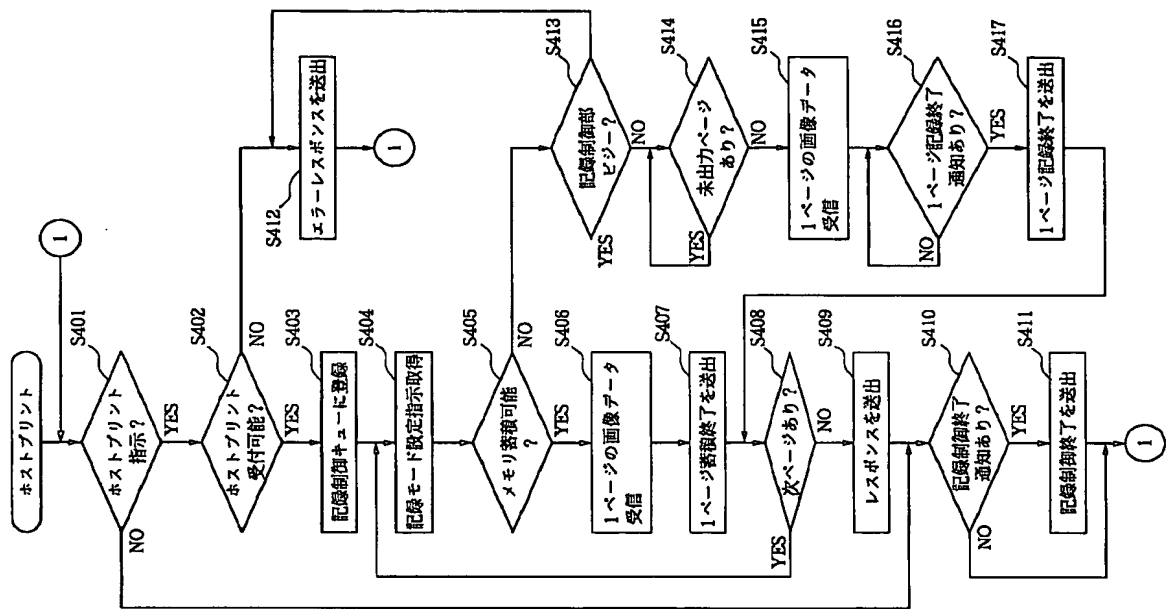 ホストプリント
1
S401
ホストプリント
指示?
NO
YES
S402
ホストプリント
受付可能?
NO
YES
S403
記録制御キューに登録
S404
記録モード設定指示取得
S405
メモリ蓄積可能
?
NO
YES
S406
1ページの画像データ
受信
S407
1ページ蓄積終了を送出
S408
次ページあり?
YES
NO
S409
レスポンスを送出
S410
記録制御終了
通知あり?
NO
YES
S411
記録制御終了を送出
1
S412
エラーレスポンスを送出
1
S413
記録制御部
ビジー?
YES
NO
S414
未出力ページ
あり?
YES
NO
S415
1ページの画像データ
受信
S416
1ページ記録終了
通知あり?
NO
YES
S417
1ページ記録終了を送出